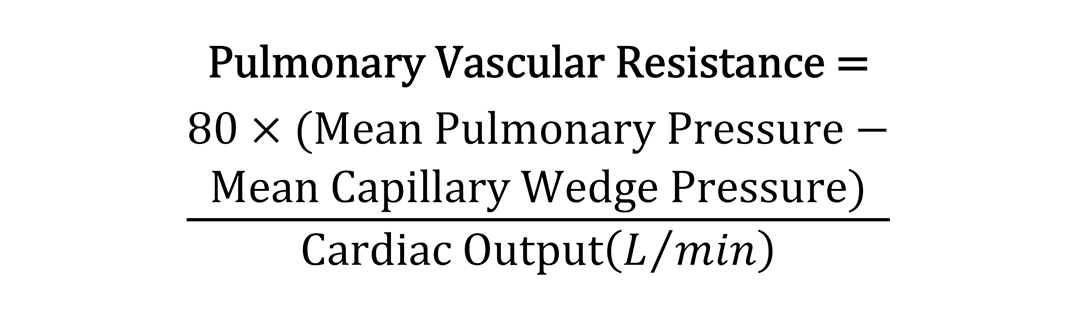 Pulmonary Vascular Resistance =
80 × (Mean Pulmonary Pressure −
Mean Capillary Wedge Pressure)
Cardiac Output(L/min)